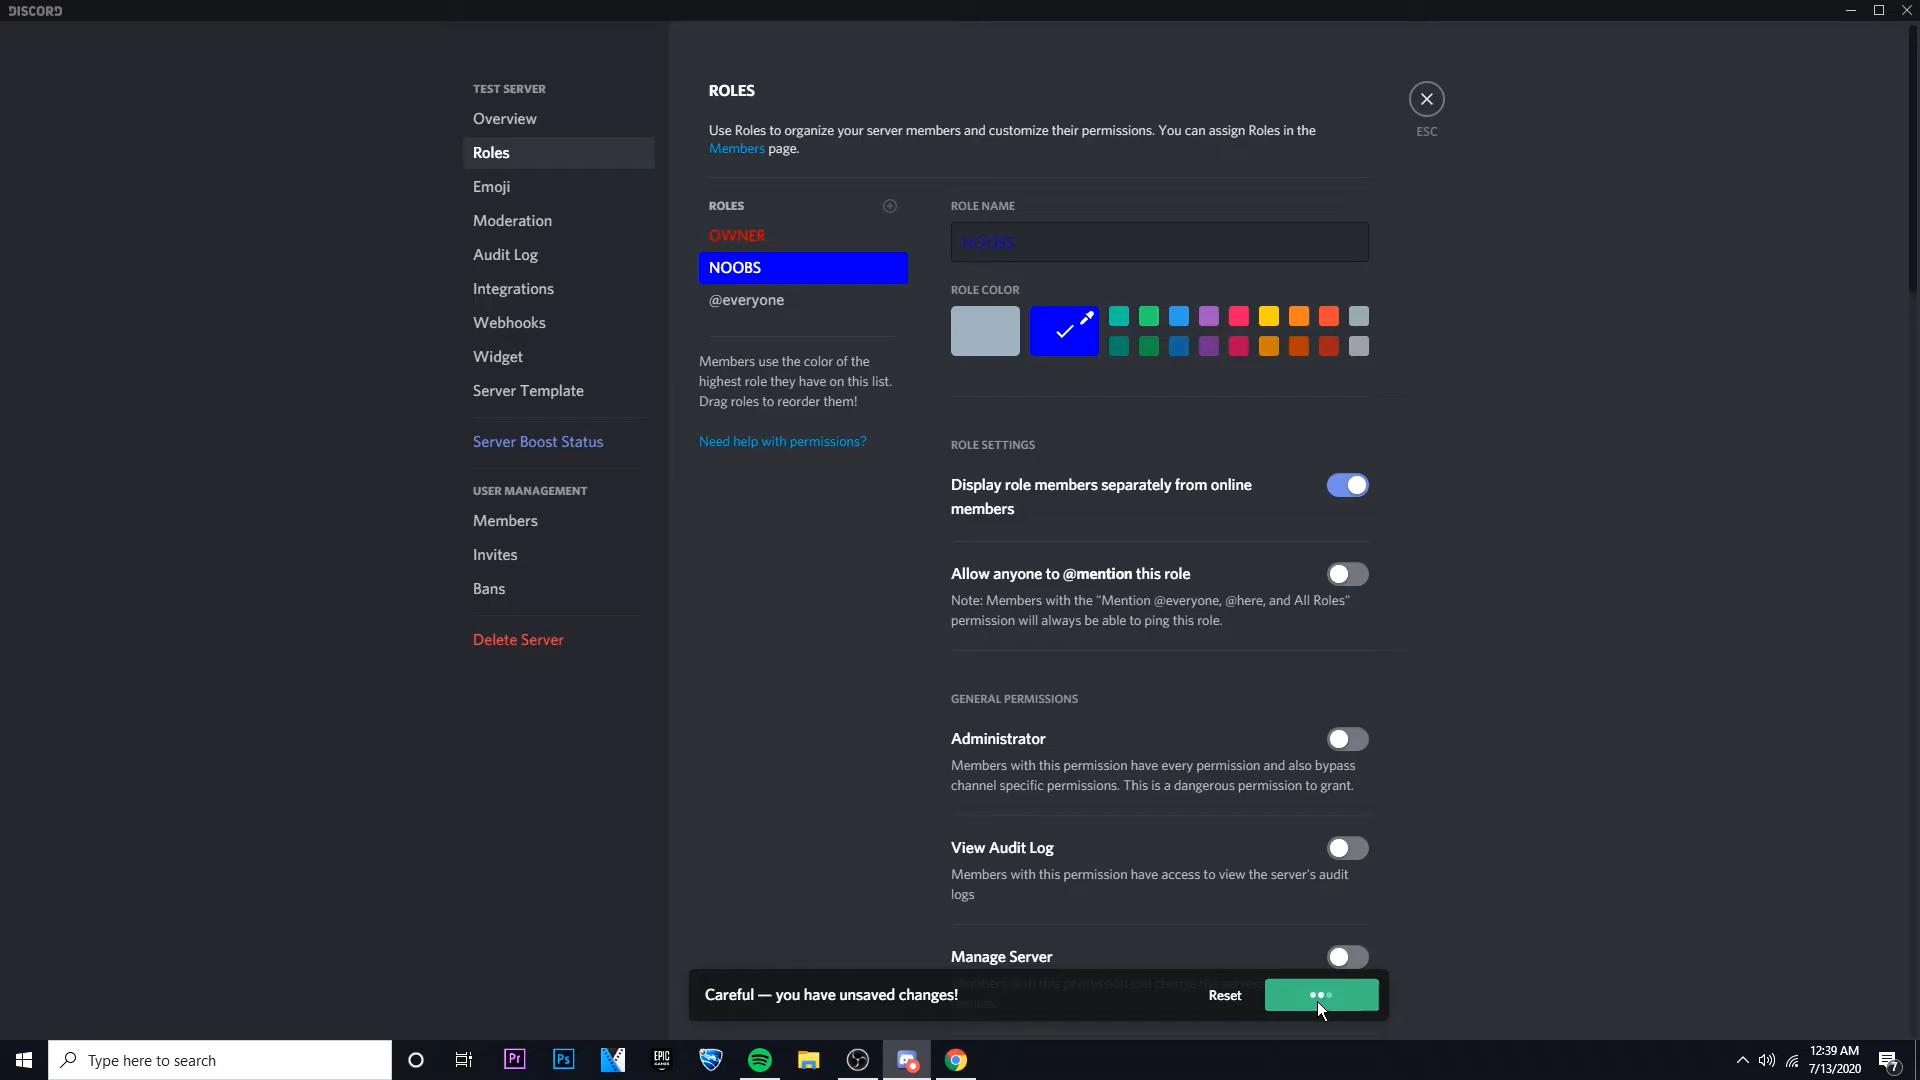 DISCORD
TEST SERVER
Overview
Roles
Emoji
Moderation
Audit Log
Integrations
Webhooks
Widget
Server Template
Server Boost Status
USER MANAGEMENT
Members
Invites
Bans
Delete Server
ROLES
Use Roles to organize your server members and customize their permissions. You can assign Roles in the
Members page.
ESC
ROLES
OWNER
NOOBS
@everyone
Members use the color of the
highest role they have on this list.
Drag roles to reorder them!
Need help with permissions?
ROLE NAME
NOOBS
ROLE COLOR
ROLE SETTINGS
Display role members separately from online
members
Allow anyone to @mention this role
Note: Members with the "Mention @everyone, @here, and All Roles"
permission will always be able to ping this role.
GENERAL PERMISSIONS
Administrator
Members with this permission have every permission and also bypass
channel specific permissions. This is a dangerous permission to grant.
View Audit Log
Members with this permission have access to view the server's audit
logs
Manage Server
Careful — you have unsaved changes!
Reset
Type here to search
Pr
Ps
EPIC
GAMES
12:39 AM
7/13/2020
7